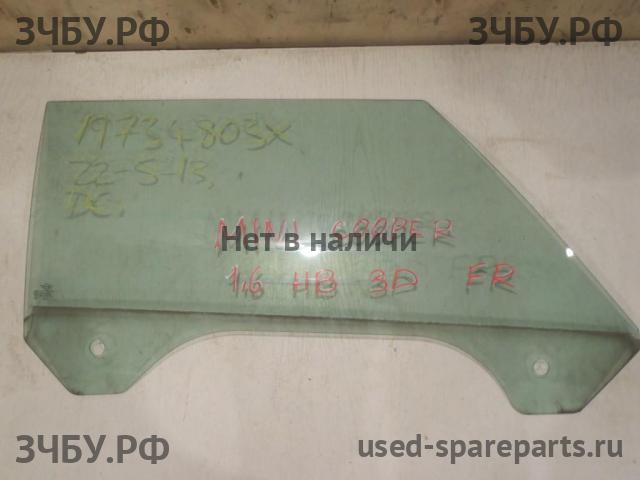 ЗЧБУ.РФ
ЗЧБУ.РФ
19734803X
22-5-13,
DC,
MINI COOPER
Нет в наличи
1,6 HB 3D FR
ЗЧБУ.РФ
used-spareparts.ru